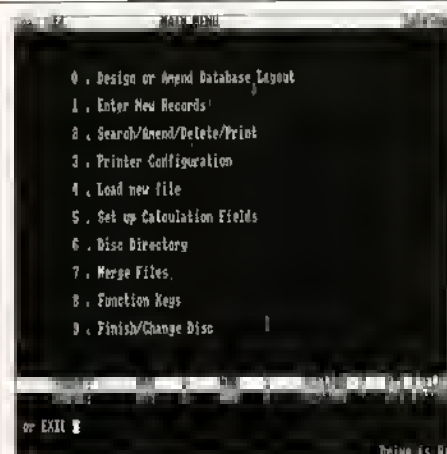 MAIN MENU
0 . Design or Amend Database Layout
1 . Enter New Records
2 . Search/Amend/Delete/Print
3 . Printer Configuration
4 . Load new file
5 . Set up Calculation Fields
6 . Disc Directory
7 . Merge Files
8 . Function Keys
9 . Finish/Change Disc
or EXIT
Drive is